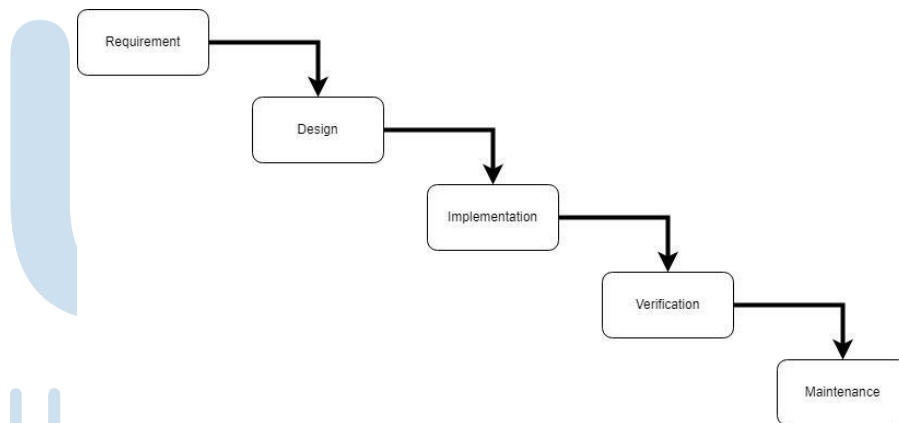 Requirement
Design
Implementation
Verification
Maintenance